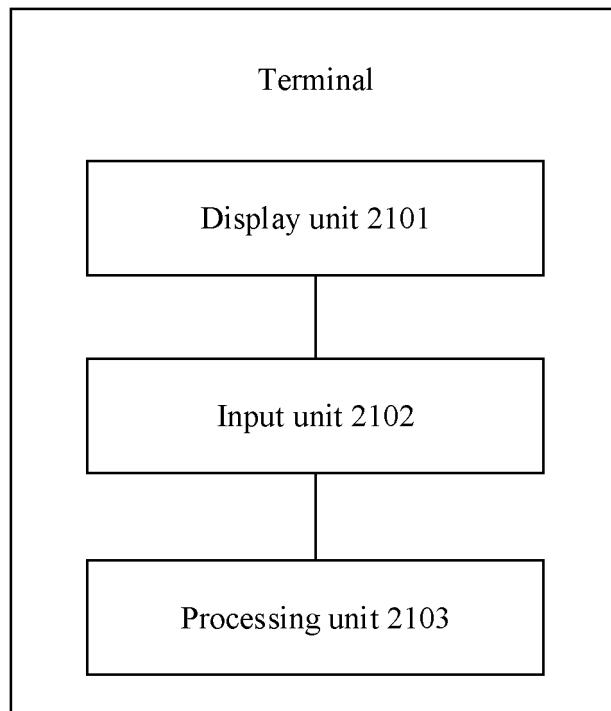 Terminal
Display unit 2101
Input unit 2102
Processing unit 2103